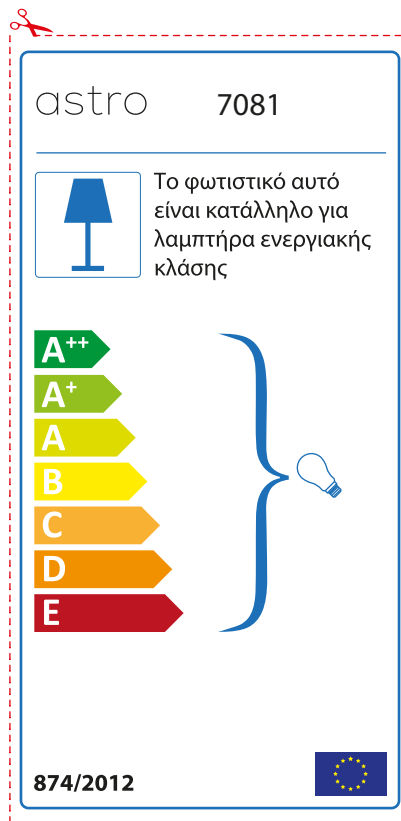 astro 7081
Το φωτιστικό αυτό
είναι κατάλληλο για
λαμπτήρα ενεργιακής
κλάσης
A++
A+
A
B
C
D
E
874/2012